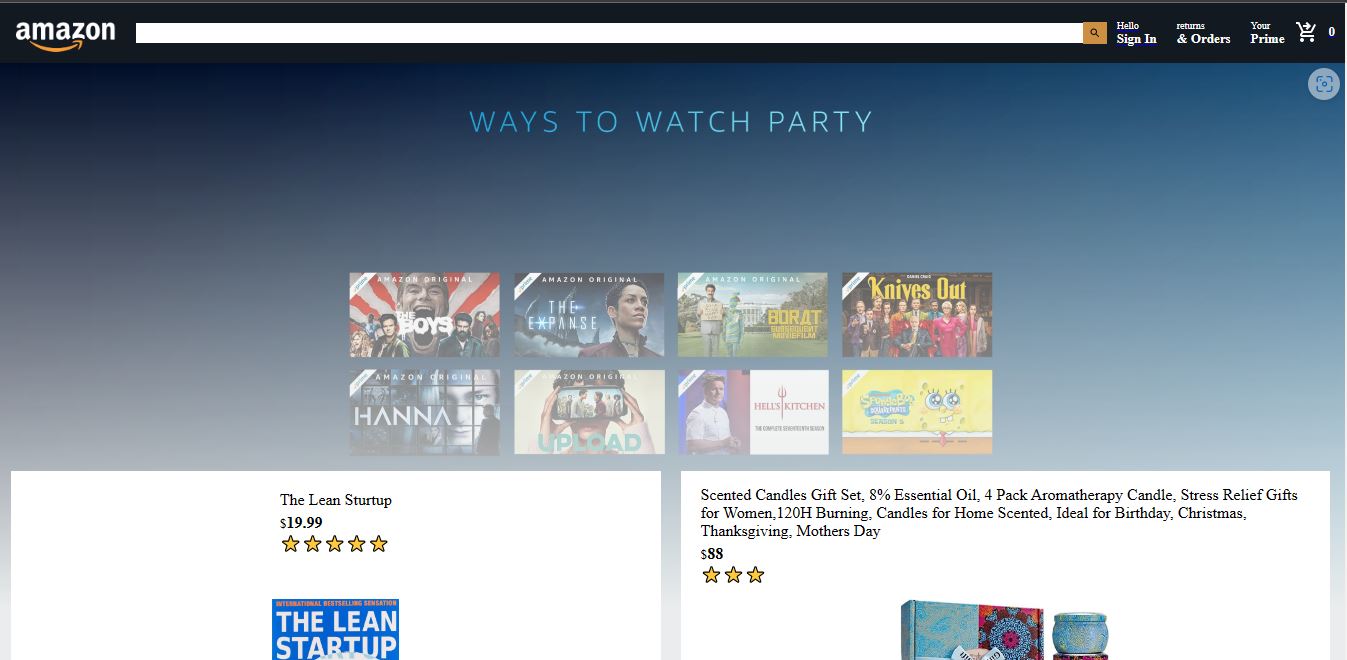 amazon
Hello
Sign In
returns
& Orders
Your
Prime
0
WAYS TO WATCH PARTY
AMAZON ORIGINAL
THE BOYS
AMAZON ORIGINAL
THE EXPANSE
AMAZON ORIGINAL
BORAT
SUBSEQUENT
MOVIEFILM
DANIEL CRAIG
Knives Out
AMAZON ORIGINAL
HANNA
AMAZON ORIGINAL
UPLOAD
HELL'S KITCHEN
THE COMPLETE SEVENTEENTH SEASON
SpongeBob
SQUAREPANTS
SEASON 5
The Lean Sturtup
$19.99
INTERNATIONAL BESTSELLING SENSATION
THE LEAN
STARTUP
Scented Candles Gift Set, 8% Essential Oil, 4 Pack Aromatherapy Candle, Stress Relief Gifts
for Women,120H Burning, Candles for Home Scented, Ideal for Birthday, Christmas,
Thanksgiving, Mothers Day
$88